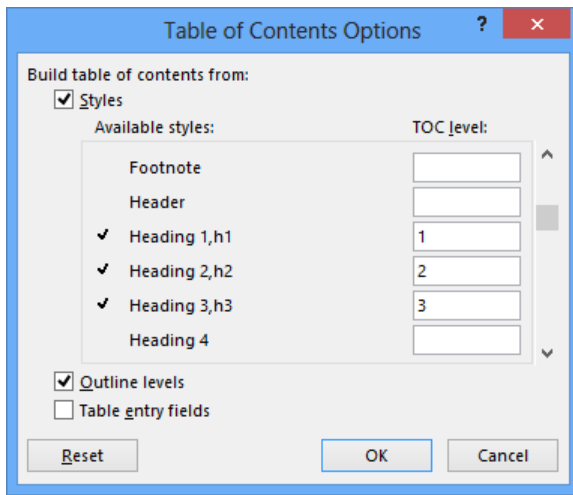 Table of Contents Options ? ×
Build table of contents from:
Styles
Available styles: TOC level:
Footnote
Header
Heading 1,h1 1
Heading 2,h2 2
Heading 3,h3 3
Heading 4
Outline levels
Table entry fields
Reset OK Cancel